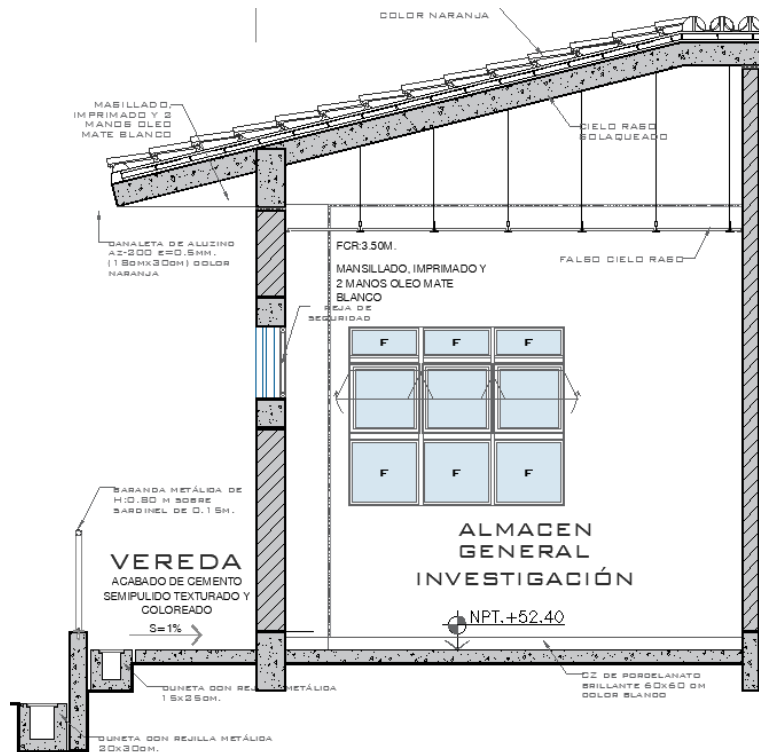 COLOR NARANJA
MASILLADO,
IMPRIMADO Y 2
MANOS OLEO
MATE BLANCO
CIELO RASO
SOLAQUEADO
CANALETA DE ALUZINC
AZ-200 E=0.5MM.
(18CMX30CM) COLOR
NARANJA
FCR:3.50M.
FALSO CIELO RASO
MANSILLADO, IMPRIMADO Y
2 MANOS OLEO MATE
BLANCO
REJA DE
SEGURIDAD
F F F
F F F
BARANDA METÁLICA DE
H:0.80 M SOBRE
SARDINEL DE 0.15M.
ALMACEN
GENERAL
INVESTIGACIÓN
VEREDA
ACABADO DE CEMENTO
SEMIPULIDO TEXTURADO Y
COLOREADO
S=1%
NPT.+52.40
CUNETA CON REJILLA METÁLICA
15X25CM.
CZ DE PORCELANATO
BRILLANTE 60X60 CM
COLOR BLANCO
CUNETA CON REJILLA METÁLICA
20X30CM.